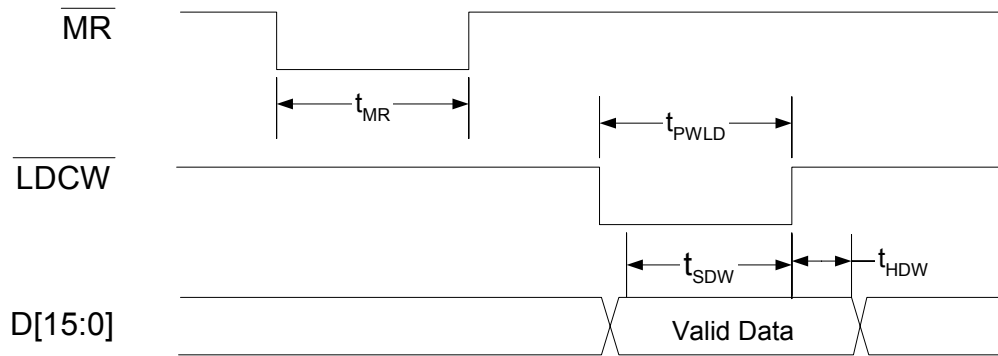 MR
tMR
tPWLD
LDCW
tSDW
tHDW
D[15:0]
Valid Data